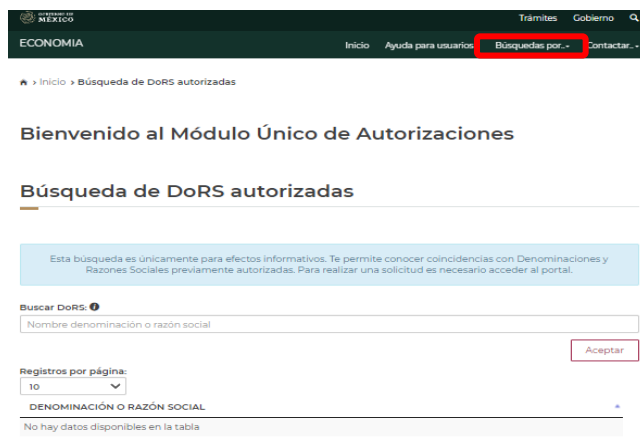 GOBIERNO DE
MÉXICO
Trámites Gobierno
ECONOMIA
Inicio Ayuda para usuarios Búsquedas por.. Contactar..
> Inicio > Búsqueda de DoRS autorizadas
Bienvenido al Módulo Único de Autorizaciones
Búsqueda de DoRS autorizadas
Esta búsqueda es únicamente para efectos informativos. Te permite conocer coincidencias con Denominaciones y
Razones Sociales previamente autorizadas. Para realizar una solicitud es necesario acceder al portal.
Buscar DoRS:
Nombre denominación o razón social
Aceptar
Registros por página:
10
DENOMINACIÓN O RAZÓN SOCIAL
No hay datos disponibles en la tabla